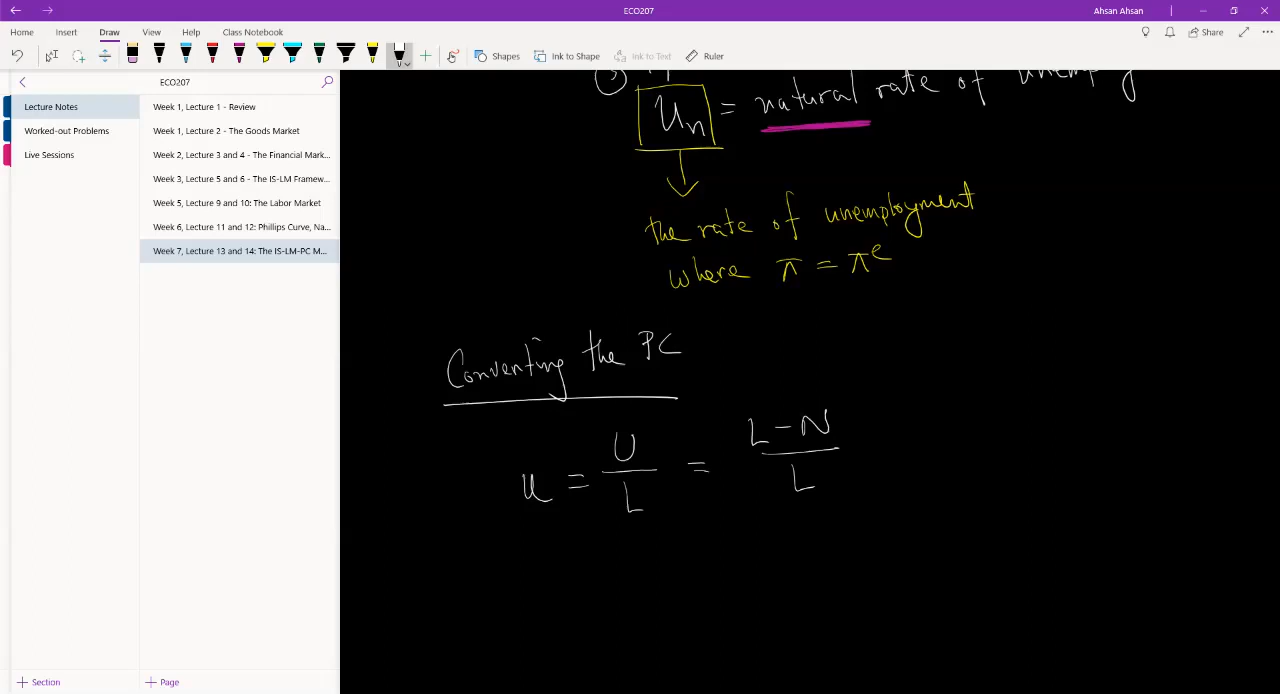 ECO207
Ahsan Ahsan
Home Insert Draw View Help Class Notebook
Share
Shapes Ink to Shape Ink to Text Ruler
ECO207
Lecture Notes
Worked-out Problems
Live Sessions
Week 1, Lecture 1 - Review
Week 1, Lecture 2 - The Goods Market
Week 2, Lecture 3 and 4 - The Financial Mark...
Week 3, Lecture 5 and 6 - The IS-LM Framew...
Week 5, Lecture 9 and 10: The Labor Market
Week 6, Lecture 11 and 12: Phillips Curve, Na...
Week 7, Lecture 13 and 14: The IS-LM-PC M...
Section
Page
uₙ = natural rate of unemp
the rate of unemployment
where π = πᵉ
Converting the PC
u = U/L = (L-N)/L